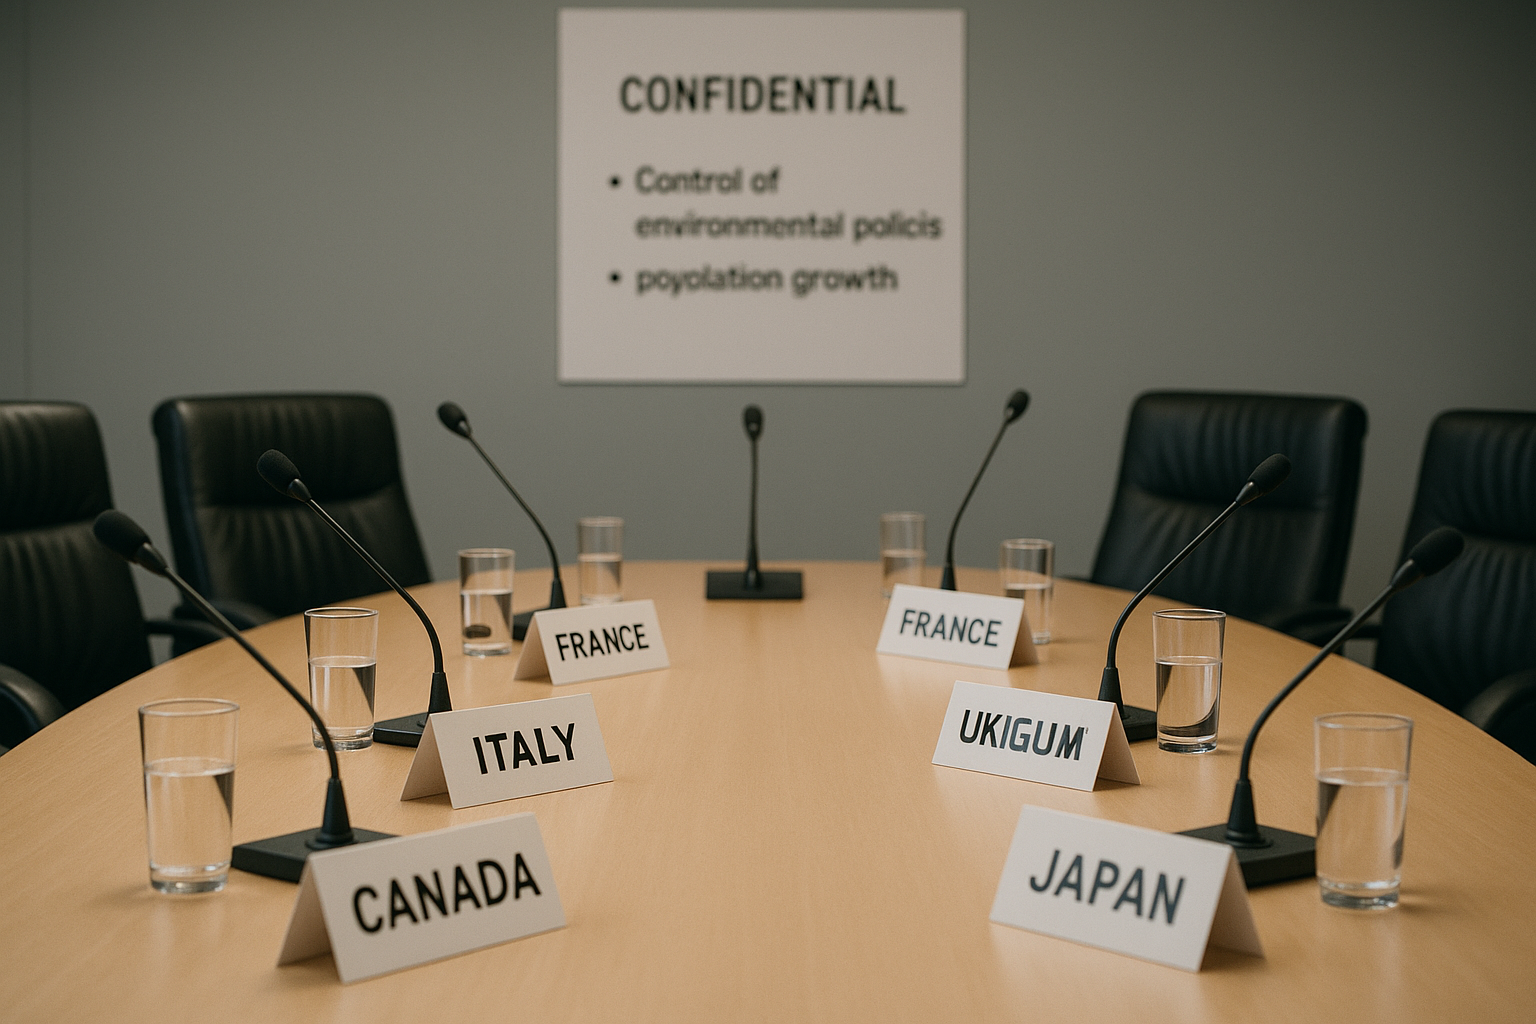 CONFIDENTIAL
• Control of
environmental policis
• poyolation growth
FRANCE
FRANCE
ITALY
UKIGUM
CANADA
JAPAN